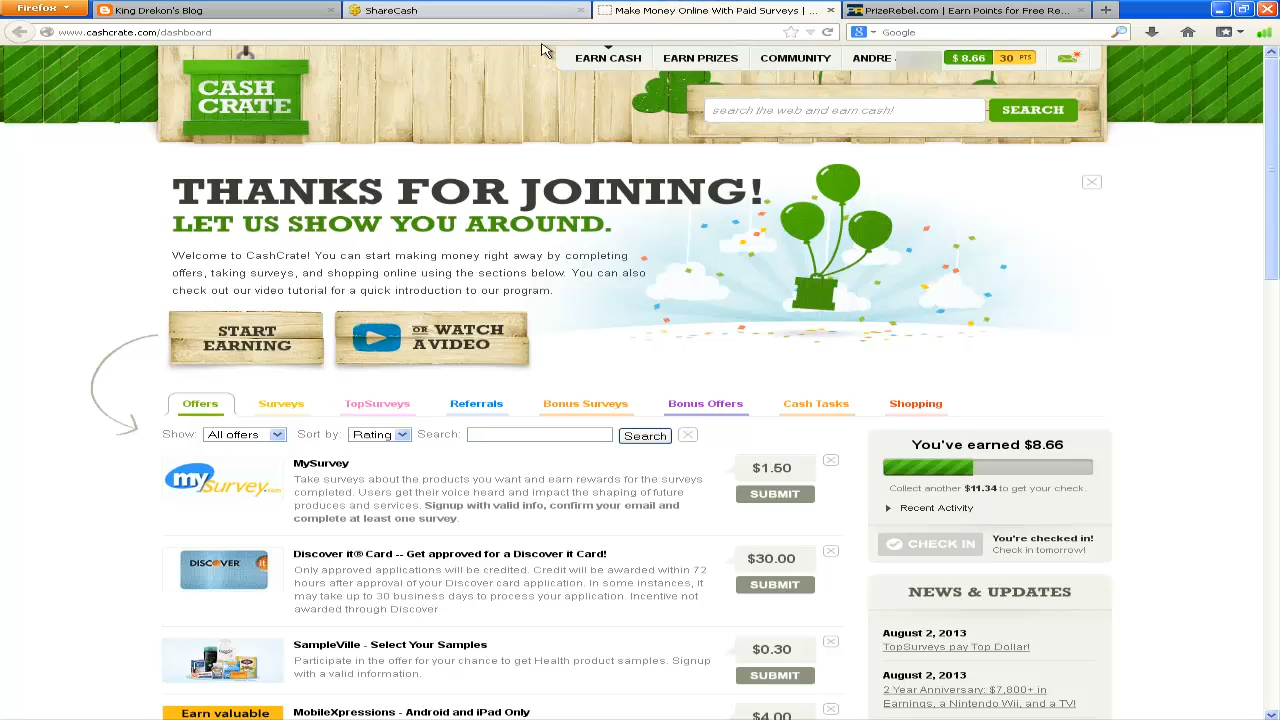 Firefox
King Drekon's Blog
ShareCash
Make Money Online With Paid Surveys | ...
PrizeRebel.com | Earn Points for Free Re...
www.cashcrate.com/dashboard
Google
CASH
CRATE
EARN CASH
EARN PRIZES
COMMUNITY
ANDRE
$ 8.66
30 PTS
search the web and earn cash!
SEARCH
THANKS FOR JOINING!
LET US SHOW YOU AROUND.
Welcome to CashCrate! You can start making money right away by completing
offers, taking surveys, and shopping online using the sections below. You can also
check out our video tutorial for a quick introduction to our program.
START
EARNING
OR WATCH
A VIDEO
Offers
Surveys
TopSurveys
Referrals
Bonus Surveys
Bonus Offers
Cash Tasks
Shopping
Show: All offers Sort by: Rating Search: Search
mysurvey.com
MySurvey
Take surveys about the products you want and earn rewards for the surveys
completed. Users get their voice heard and impact the shaping of future
produces and services. Signup with valid info, confirm your email and
complete at least one survey.
$1.50
SUBMIT
DISCOVER it
Discover it® Card -- Get approved for a Discover it Card!
Only approved applications will be credited. Credit will be awarded within 72
hours after approval of your Discover card application. In some instances, it
may take up to 30 business days to process your application. Incentive not
awarded through Discover
$30.00
SUBMIT
SampleVille - Select Your Samples
Participate in the offer for your chance to get Health product samples. Signup
with a valid information.
$0.30
SUBMIT
Earn valuable
MobileXpressions - Android and iPad Only
$4.00
You've earned $8.66
Collect another $11.34 to get your check.
Recent Activity
CHECK IN
You're checked in!
Check in tomorrow!
NEWS & UPDATES
August 2, 2013
TopSurveys pay Top Dollar!
August 2, 2013
2 Year Anniversary: $7,800+ in
Earnings, a Nintendo Wii, and a TV!